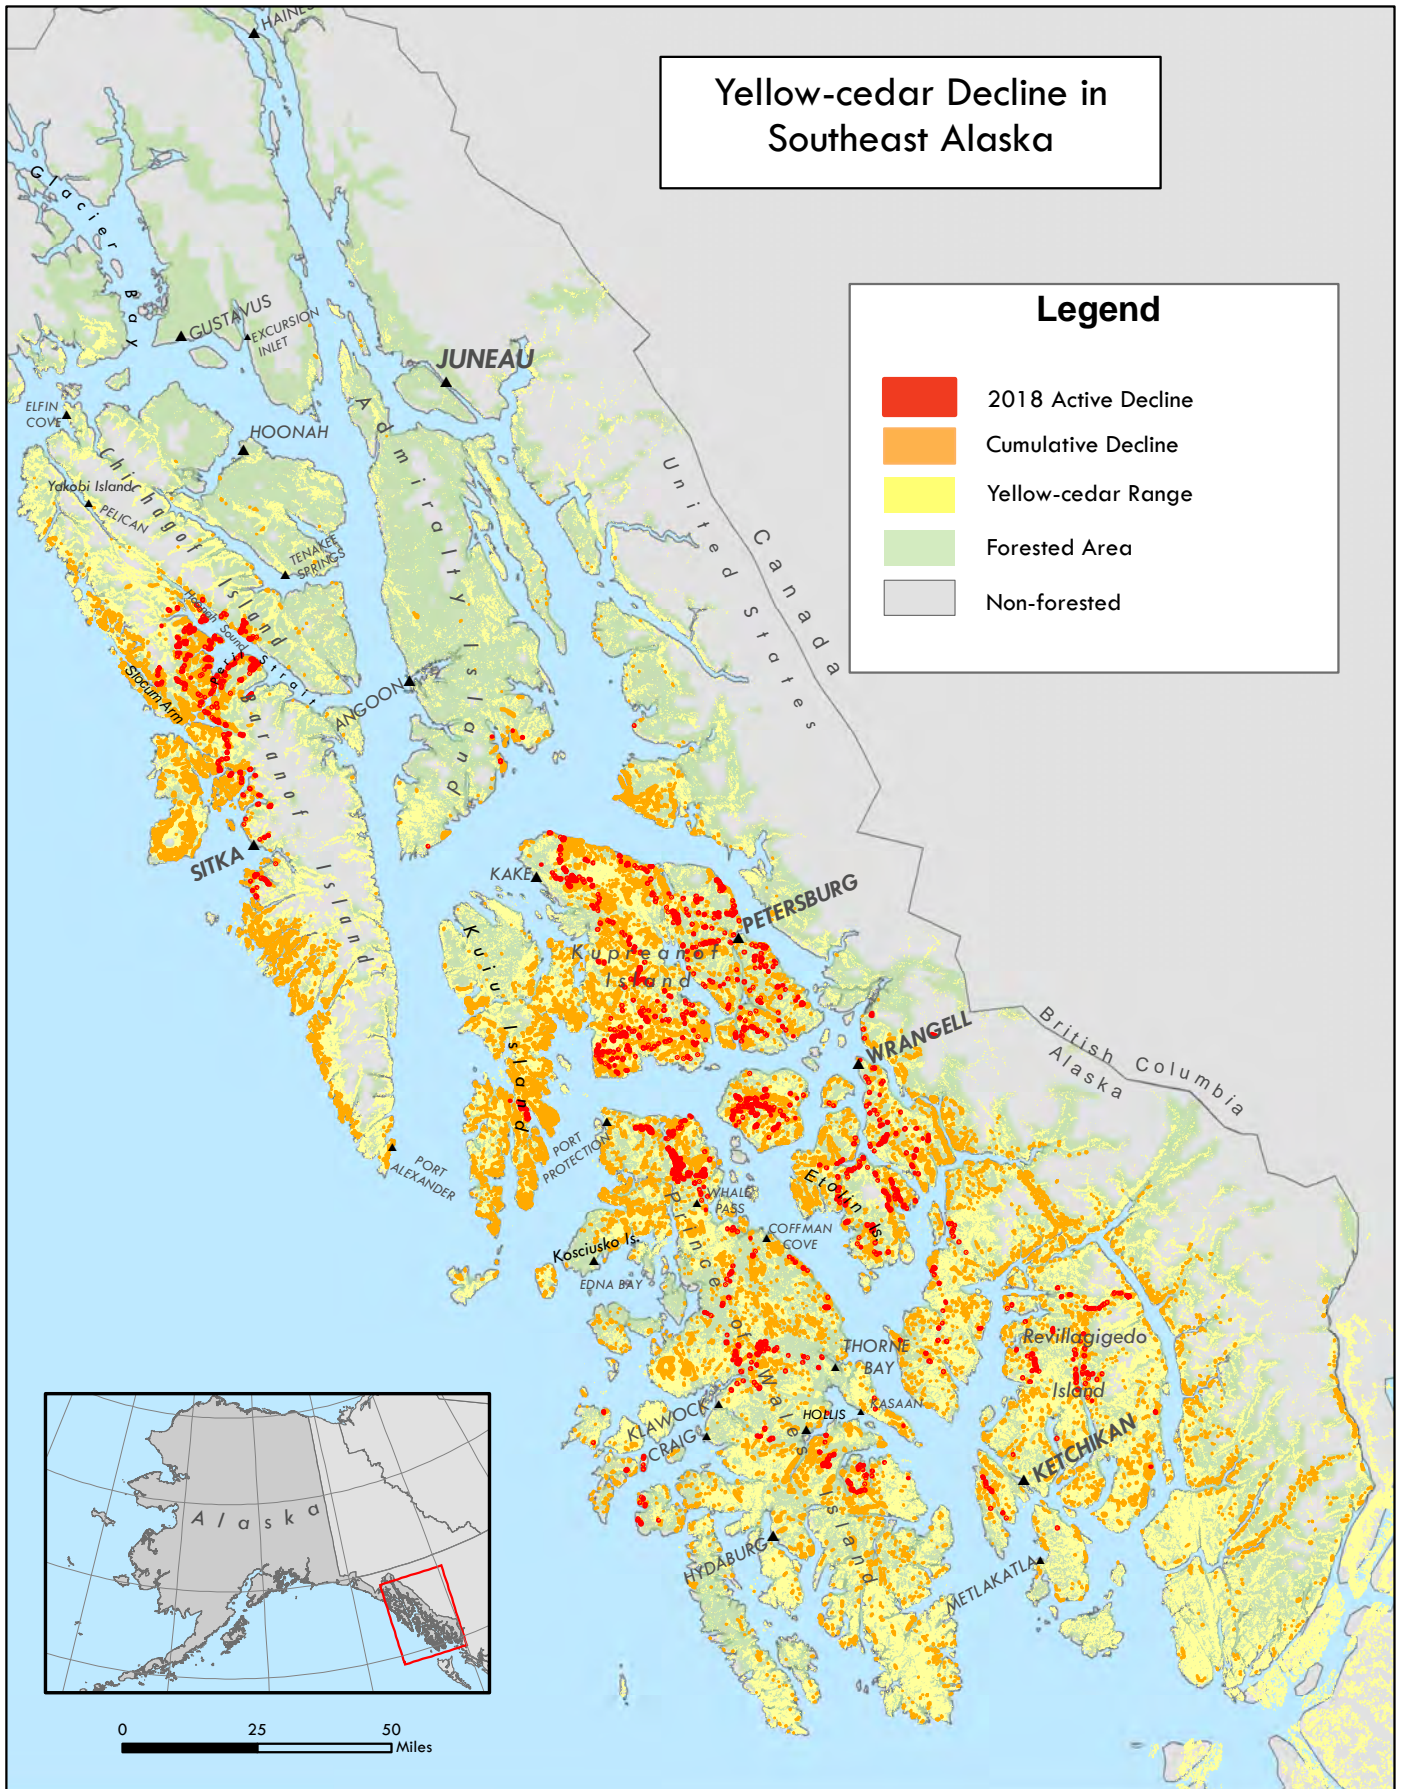 HAINES
Yellow-cedar Decline in
Southeast Alaska
Glacier Bay
Legend
2018 Active Decline
Cumulative Decline
Yellow-cedar Range
Forested Area
Non-forested
GUSTAVUS
EXCURSION
INLET
JUNEAU
ELFIN
COVE
HOONAH
Admiralty Island
Chichagof Island
Yakobi Island
PELICAN
TENAKEE
SPRINGS
United States
Canada
Hoonah Sound
Peril Strait
Slocum Arm
ANGOON
Baranof Island
SITKA
KAKE
PETERSBURG
Kupreanof
Island
Kuiu Island
WRANGELL
British Columbia
Alaska
PORT
ALEXANDER
PORT
PROTECTION
WHALE
PASS
Etolin Is.
COFFMAN
COVE
Kosciusko Is.
EDNA BAY
Prince of Wales Island
Revillagigedo
Island
THORNE
BAY
KLAWOCK
HOLLIS
KASAAN
CRAIG
KETCHIKAN
HYDABURG
METLAKATLA
Alaska
0 25 50
Miles